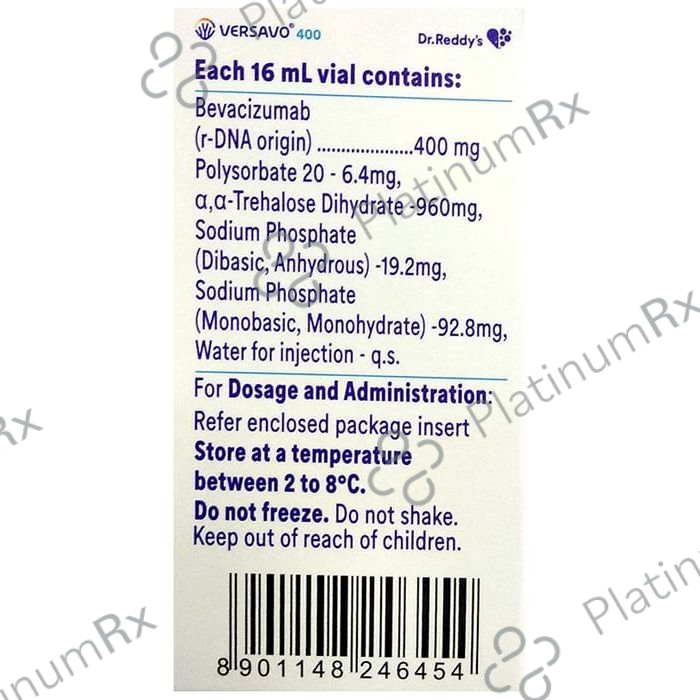 VERSAVO® 400
Dr.Reddy's
Each 16 mL vial contains:
Bevacizumab
(r-DNA origin) .....................400 mg
Polysorbate 20 - 6.4mg,
α,α-Trehalose Dihydrate -960mg,
Sodium Phosphate
(Dibasic, Anhydrous) -19.2mg,
Sodium Phosphate
(Monobasic, Monohydrate) -92.8mg,
Water for injection - q.s.
For Dosage and Administration:
Refer enclosed package insert
Store at a temperature
between 2 to 8°C.
Do not freeze. Do not shake.
Keep out of reach of children.
8 901148 246454
PlatinumRx
PlatinumRx
PlatinumRx